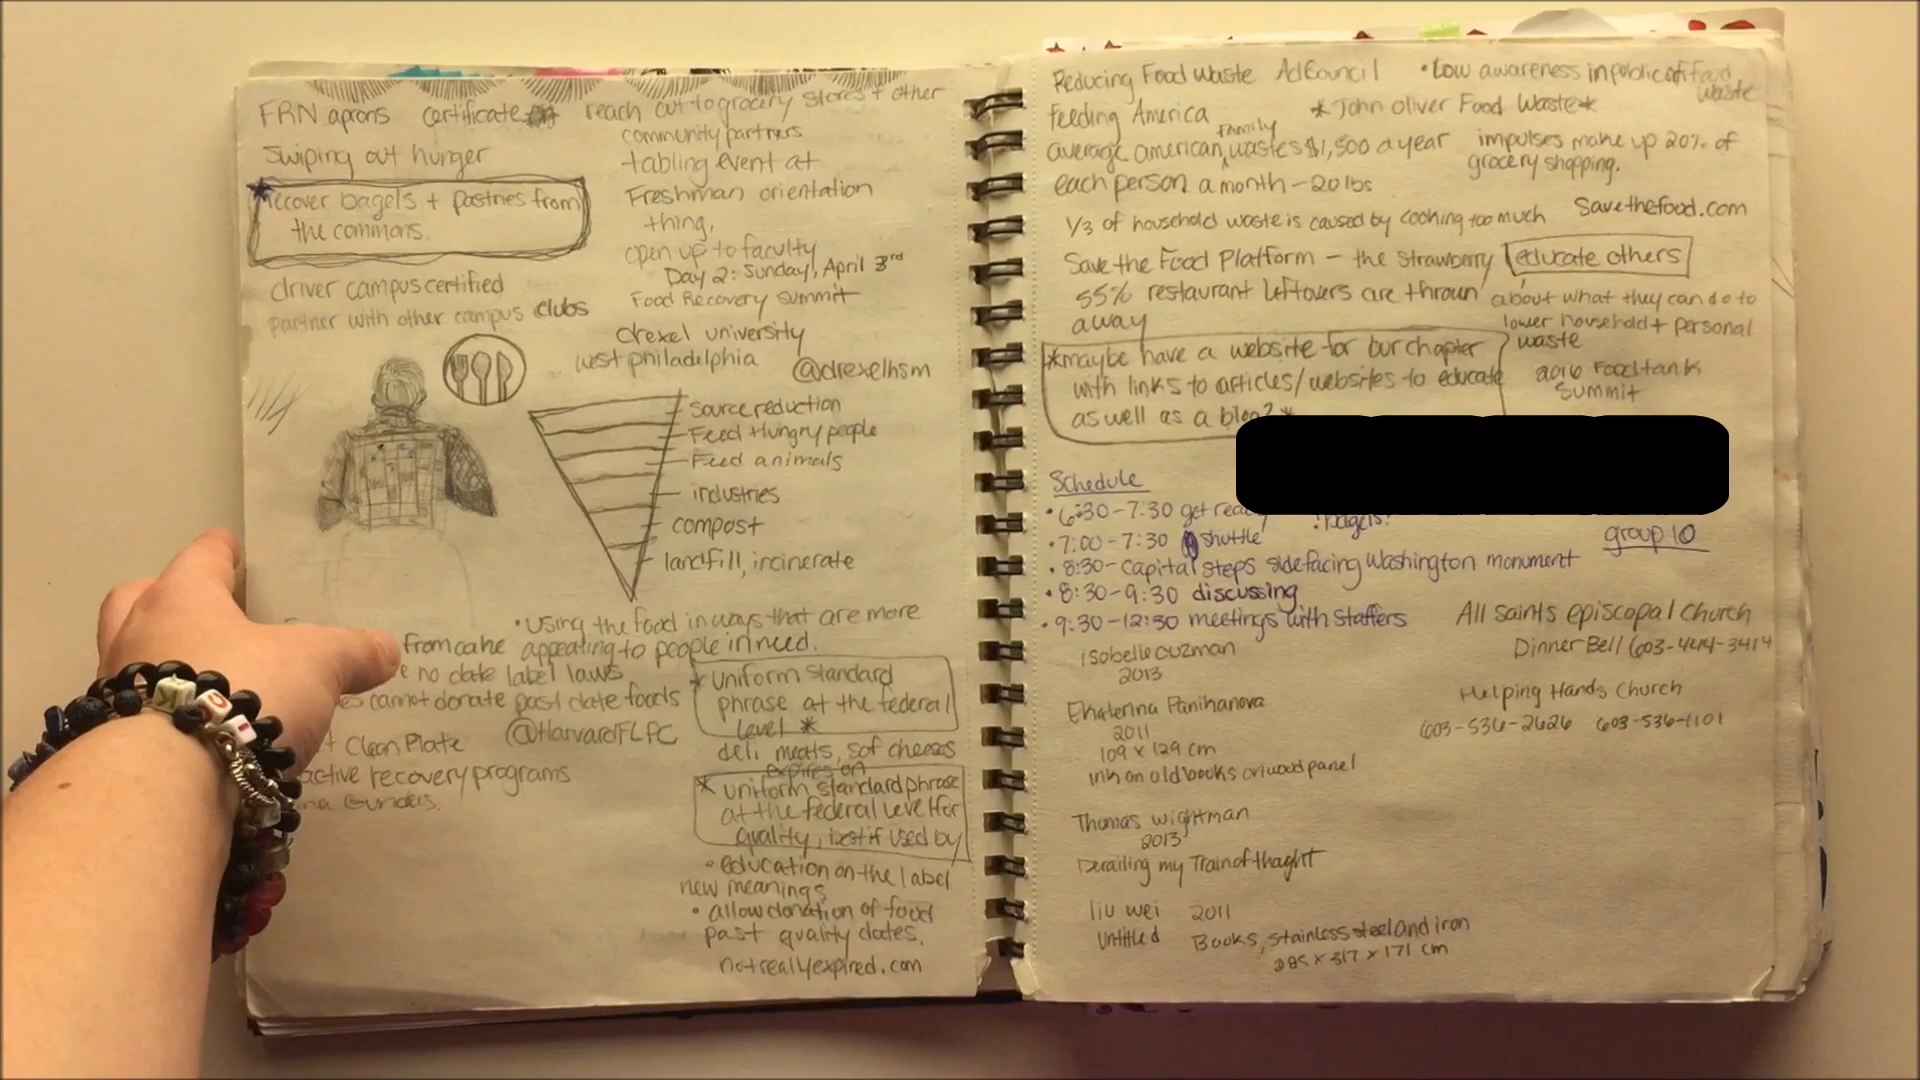 FRN aprons certificate
Swiping out hunger
recover bagels + pastries from
the commons.
driver campus certified
partner with other campus clubs
reach out to grocery stores + other
community partners
tabling event at
Freshman orientation
thing.
open up to faculty
Day 2: Sunday, April 3rd
Food Recovery Summit
drexel university
west philadelphia
@drexelhsm
source reduction
Feed Hungry people
Feed animals
industries
compost
landfill, incinerate
• using the food in ways that are more
appealing to people in need.
from
no date label laws
cannot donate past date foods
@HarvardFLPC
Clean Plate
active recovery programs
* uniform standard
phrase at the federal
level *
deli meats, sof cheeses
expires on
* uniform standard phrase
at the federal level for
quality, best if used by
• education on the label
new meanings
• allow donation of food
past quality dates.
notreallyexpired.com
Reducing Food Waste AdCouncil
• Low awareness in public of food
waste
Feeding America
* John Oliver Food Waste *
average american family wastes $1,500 a year
impulses make up 20% of
grocery shopping.
each person a month - 20 lbs
1/3 of household waste is caused by cooking too much
Savethefood.com
Save the Food Platform - the strawberry
educate others
about what they can do to
lower household + personal
waste
55% restaurant leftovers are thrown
away
* maybe have a website for our chapter
with links to articles/websites to educate
as well as a blog? *
2016 Foodtank
Summit
Schedule
• 6:30-7:30 get ready
! bagels!
• 7:00-7:30 shuttle
group 10
• 8:30- capital steps side facing Washington monument
• 8:30-9:30 discussing
• 9:30-12:30 meetings with staffers
isobelle cuzman
2013
All saints episcopal church
Dinner Bell 603-444-3414
Helping Hands Church
603-536-2626 603-536-1101
Ekaterina Panikanova
2011
109 x 129 cm
ink on old books on wood panel
Thomas wightman
2013
Derailing my Train of thaght
liu wei 2011
untitled Books, stainless steel and iron
285 x 317 x 171 cm